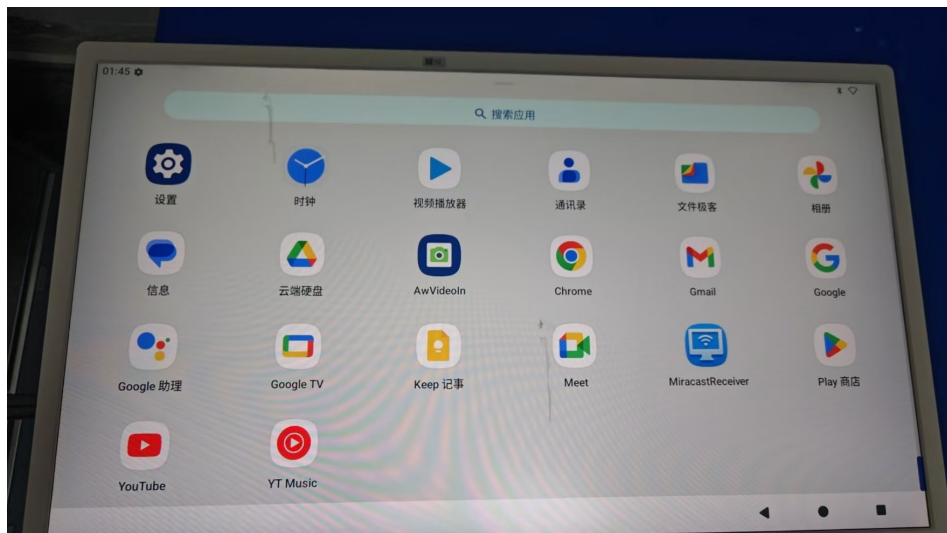 01:45
搜索应用
设置
时钟
视频播放器
通讯录
文件极客
相册
信息
云端硬盘
AwVideoIn
Chrome
Gmail
Google
Google 助理
Google TV
Keep 记事
Meet
MiracastReceiver
Play 商店
YouTube
YT Music